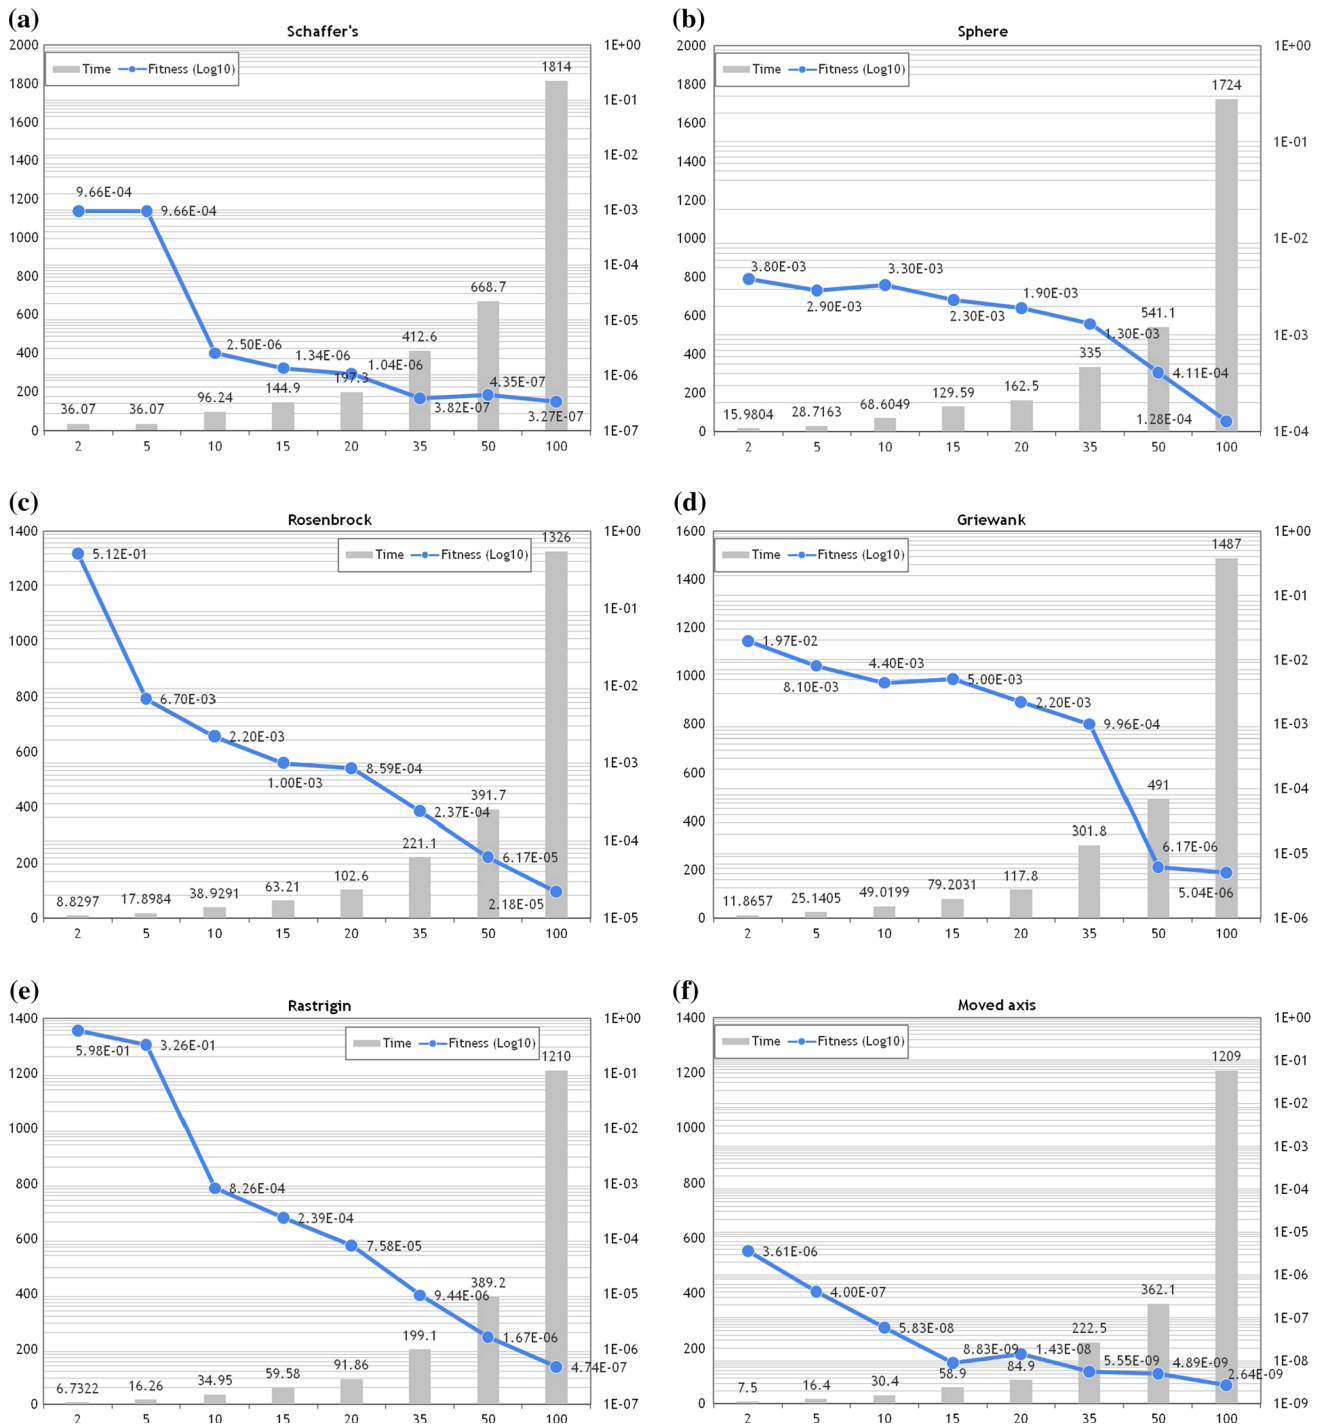 (a)
Schaffer's
2000 1800 1600 1400 1200 1000 800 600 400 200 0
Time Fitness (Log10)
9.66E-04 9.66E-04 2.50E-06 1.34E-06 1.04E-06 3.82E-07 4.35E-07 3.27E-07
36.07 36.07 96.24 144.9 197.3 412.6 668.7 1814
1E+00 1E-01 1E-02 1E-03 1E-04 1E-05 1E-06 1E-07
2 5 10 15 20 35 50 100
(b)
Sphere
2000 1800 1600 1400 1200 1000 800 600 400 200 0
Time Fitness (Log10)
3.80E-03 2.90E-03 3.30E-03 2.30E-03 1.90E-03 1.30E-03 4.11E-04 1.28E-04
15.9804 28.7163 68.6049 129.59 162.5 335 541.1 1724
1E+00 1E-01 1E-02 1E-03 1E-04
2 5 10 15 20 35 50 100
(c)
Rosenbrock
1400 1200 1000 800 600 400 200 0
Time Fitness (Log10)
5.12E-01 6.70E-03 2.20E-03 1.00E-03 8.59E-04 2.37E-04 6.17E-05 2.18E-05
8.8297 17.8984 38.9291 63.21 102.6 221.1 391.7 1326
1E+00 1E-01 1E-02 1E-03 1E-04 1E-05
2 5 10 15 20 35 50 100
(d)
Griewank
1600 1400 1200 1000 800 600 400 200 0
Time Fitness (Log10)
1.97E-02 8.10E-03 4.40E-03 5.00E-03 2.20E-03 9.96E-04 6.17E-06 5.04E-06
11.8657 25.1405 49.0199 79.2031 117.8 301.8 491 1487
1E+00 1E-01 1E-02 1E-03 1E-04 1E-05 1E-06
2 5 10 15 20 35 50 100
(e)
Rastrigin
1400 1200 1000 800 600 400 200 0
Time Fitness (Log10)
5.98E-01 3.26E-01 8.26E-04 2.39E-04 7.58E-05 9.44E-06 1.67E-06 4.74E-07
6.7322 16.26 34.95 59.58 91.86 199.1 389.2 1210
1E+00 1E-01 1E-02 1E-03 1E-04 1E-05 1E-06 1E-07
2 5 10 15 20 35 50 100
(f)
Moved axis
1400 1200 1000 800 600 400 200 0
Time Fitness (Log10)
3.61E-06 4.00E-07 5.83E-08 8.83E-09 1.43E-08 5.55E-09 4.89E-09 2.64E-09
7.5 16.4 30.4 58.9 84.9 222.5 362.1 1209
1E+00 1E-01 1E-02 1E-03 1E-04 1E-05 1E-06 1E-07 1E-08 1E-09
2 5 10 15 20 35 50 100